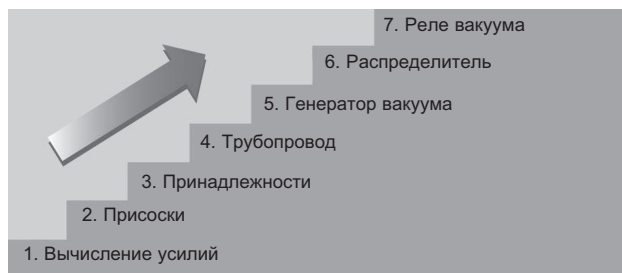 7. Реле вакуума
6. Распределитель
5. Генератор вакуума
4. Трубопровод
3. Принадлежности
2. Присоски
1. Вычисление усилий